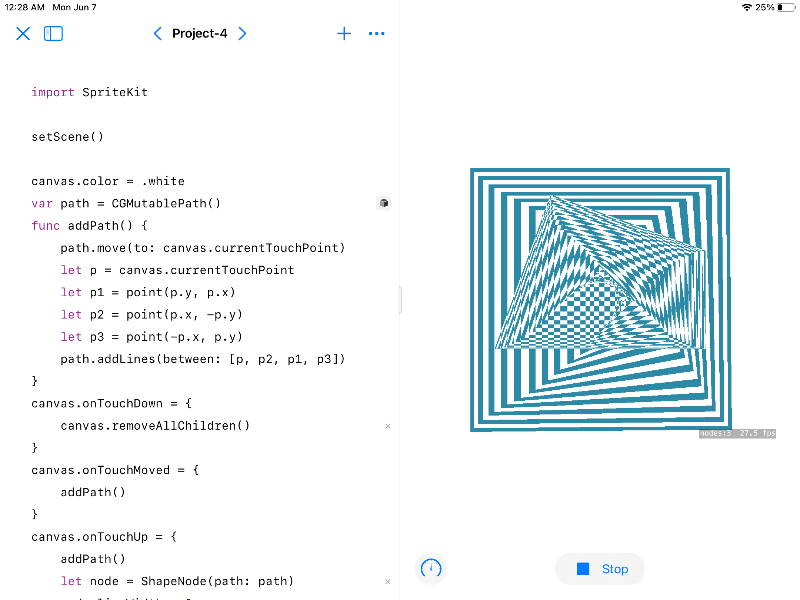 12:28 AM Mon Jun 7
25%
Project-4
import SpriteKit
setScene()
canvas.color = .white
var path = CGMutablePath()
func addPath() {
path.move(to: canvas.currentTouchPoint)
let p = canvas.currentTouchPoint
let p1 = point(p.y, p.x)
let p2 = point(p.x, -p.y)
let p3 = point(-p.x, p.y)
path.addLines(between: [p, p2, p1, p3])
}
canvas.onTouchDown = {
canvas.removeAllChildren()
}
canvas.onTouchMoved = {
addPath()
}
canvas.onTouchUp = {
addPath()
let node = ShapeNode(path: path)
nodes:3 27.5 fps
Stop